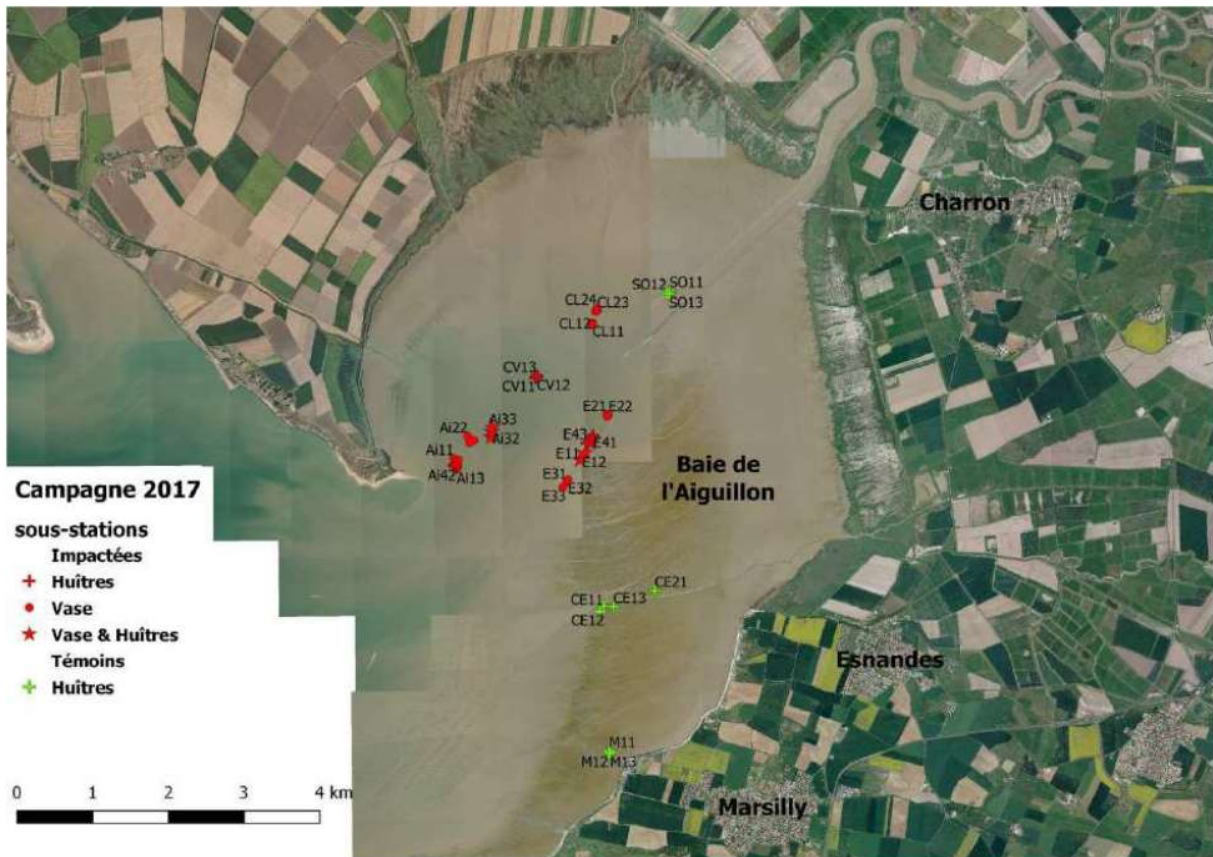 Charron
SO12 SO11
SO13
CL24 CL23
CL12
CL11
CV13
CV11 CV12
E21 E22
Ai33
Ai22
Ai32
E43
E41
E11
E12
Ai11
Ai42 Ai13
E31
E32
E33
Baie de
l'Aiguillon
Campagne 2017
sous-stations
Impactées
Huîtres
Vase
Vase & Huîtres
Témoins
Huîtres
CE21
CE11 CE13
CE12
Esnandes
M11
M12 M13
Marsilly
0 1 2 3 4 km